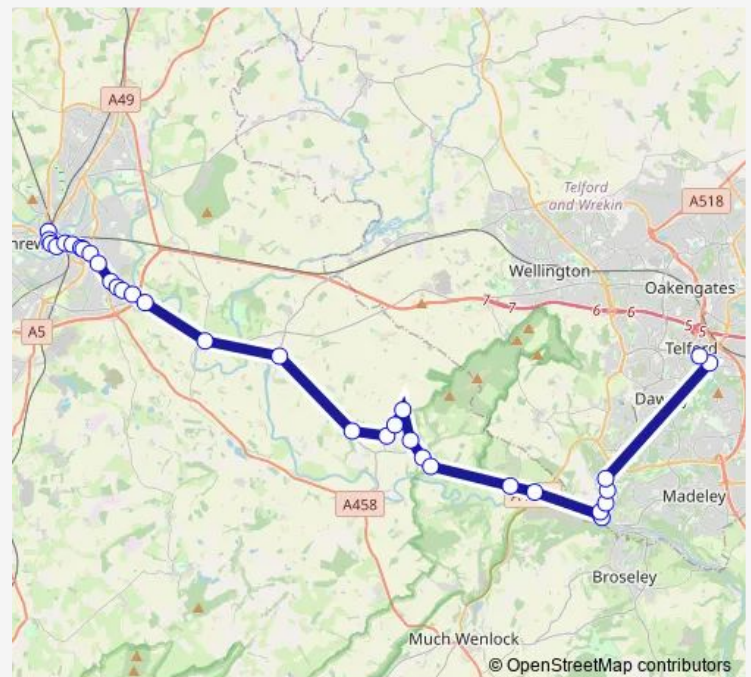 A49
Telford
and Wrekin
A518
hrew
Wellington
Oakengates
7
7
6
6
5
5
A5
Telford
Daw
A458
A
Madeley
Broseley
Much Wenlock
© OpenStreetMap contributors